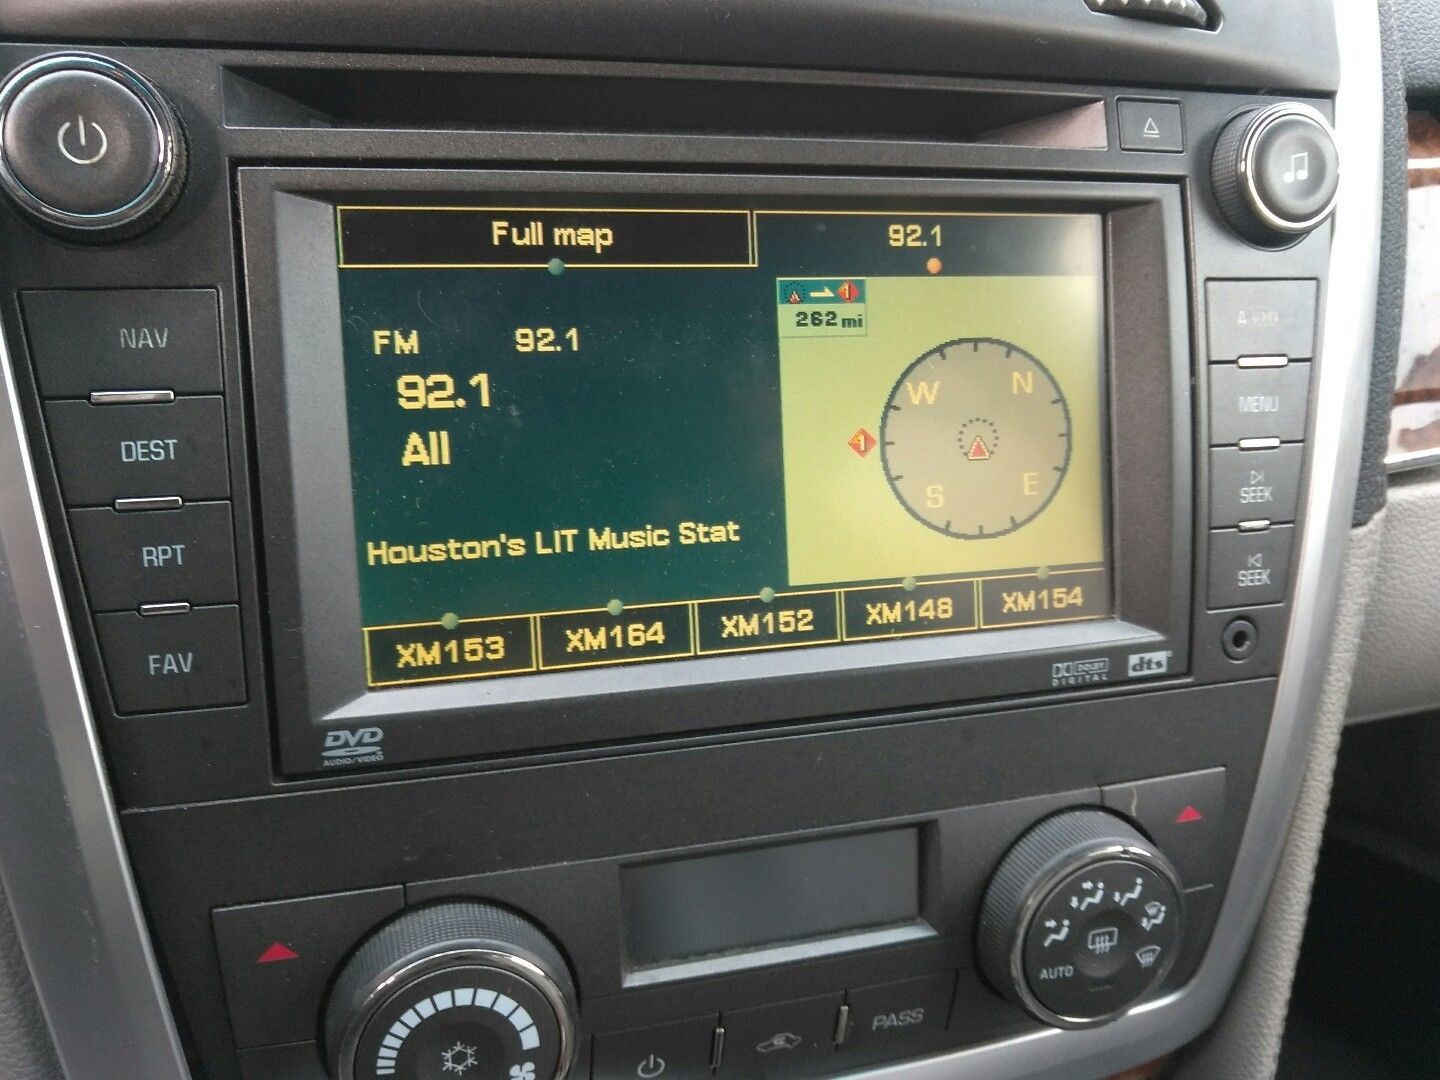 Full map
92.1
262 mi
FM 92.1
92.1
All
W N
S E
1
Houston's LIT Music Stat
XM153 XM164 XM152 XM148 XM154
NAV
DEST
RPT
FAV
MENU
SEEK
SEEK
DVD
AUDIO/VIDEO
DOLBY
DIGITAL
dts
AUTO
PASS